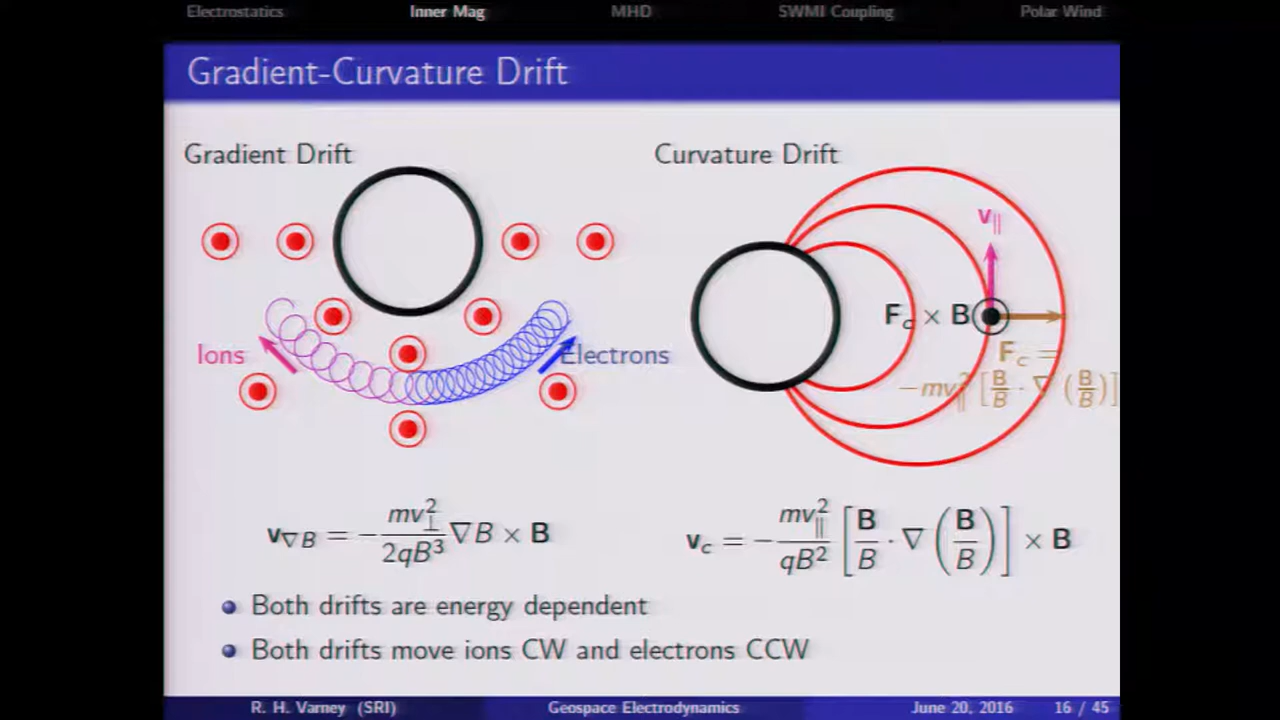 Electrostatics Inner Mag MHD SWMI Coupling Polar Wind
Gradient-Curvature Drift
Gradient Drift
Ions
Electrons
v∇B = −mv⊥²/2qB³ ∇B × B
Curvature Drift
v∥
Fc × B
Fc =
−mv∥² [B/B · ∇ (B/B)]
vc = −mv∥²/qB² [B/B · ∇ (B/B)] × B
Both drifts are energy dependent
Both drifts move ions CW and electrons CCW
R. H. Varney (SRI) Geospace Electrodynamics June 20, 2016 16 / 45